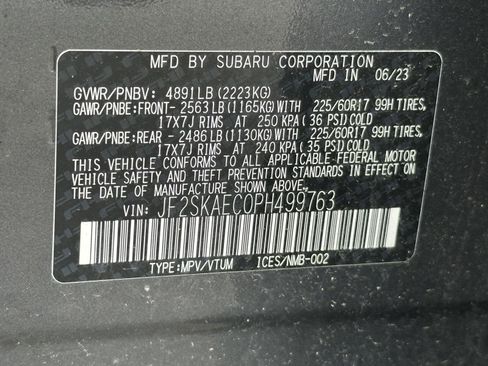 MFD BY SUBARU CORPORATION
MFD IN 06/23
GVWR/PNBV: 4891LB(2223KG)
GAWR/PNBE:FRONT- 2563LB(1165KG)WITH 225/60R17 99H TIRES,
17X7J RIMS AT 250 KPA(36 PSI)COLD
GAWR/PNBE:REAR - 2486LB(1130KG)WITH 225/60R17 99H TIRES,
17X7J RIMS AT 240 KPA(35 PSI)COLD
THIS VEHICLE CONFORMS TO ALL APPLICABLE FEDERAL MOTOR
VEHICLE SAFETY AND THEFT PREVENTION STANDARDS IN EFFECT
ON THE DATE OF MANUFACTURE SHOWN ABOVE.
VIN: JF2SKAEC0PH499763
TYPE:MPV/VTUM ICES/NMB-002